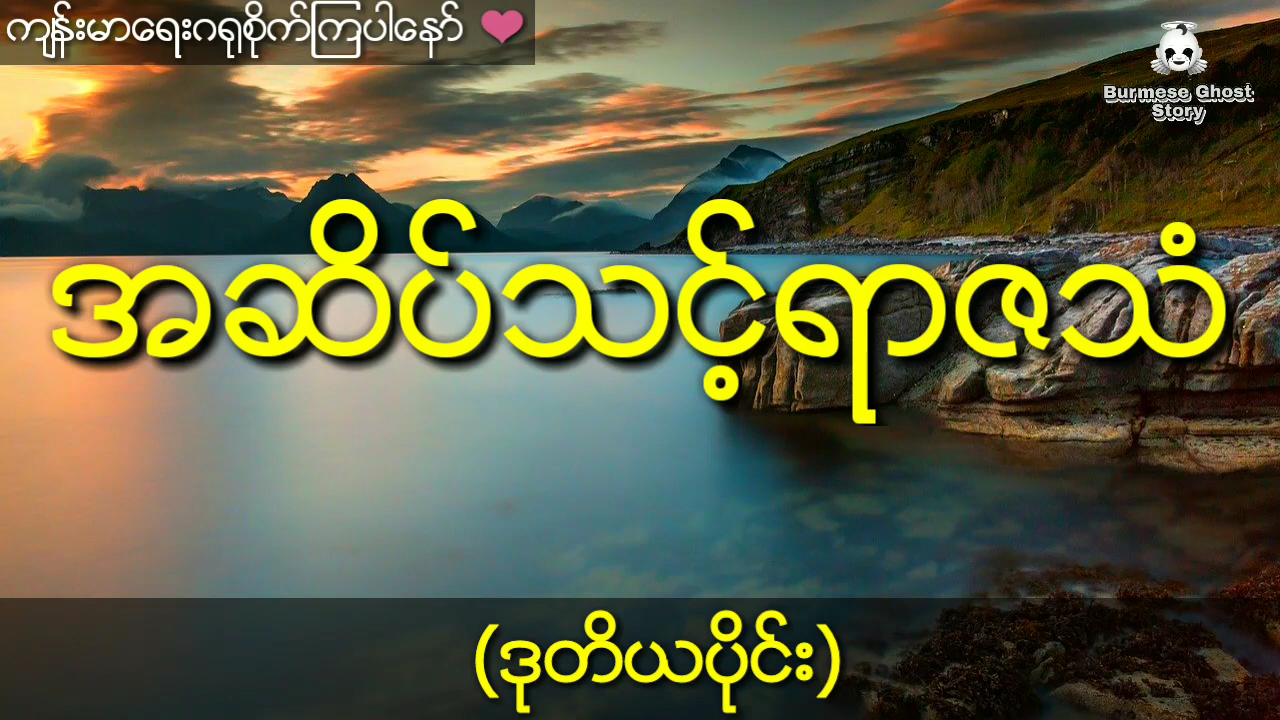 ကျန်းမာရေးဂရုစိုက်ကြပါနော် ❤
Burmese Ghost
Story
အဆိပ်သင့်ရာဇသံ
(ဒုတိယပိုင်း)